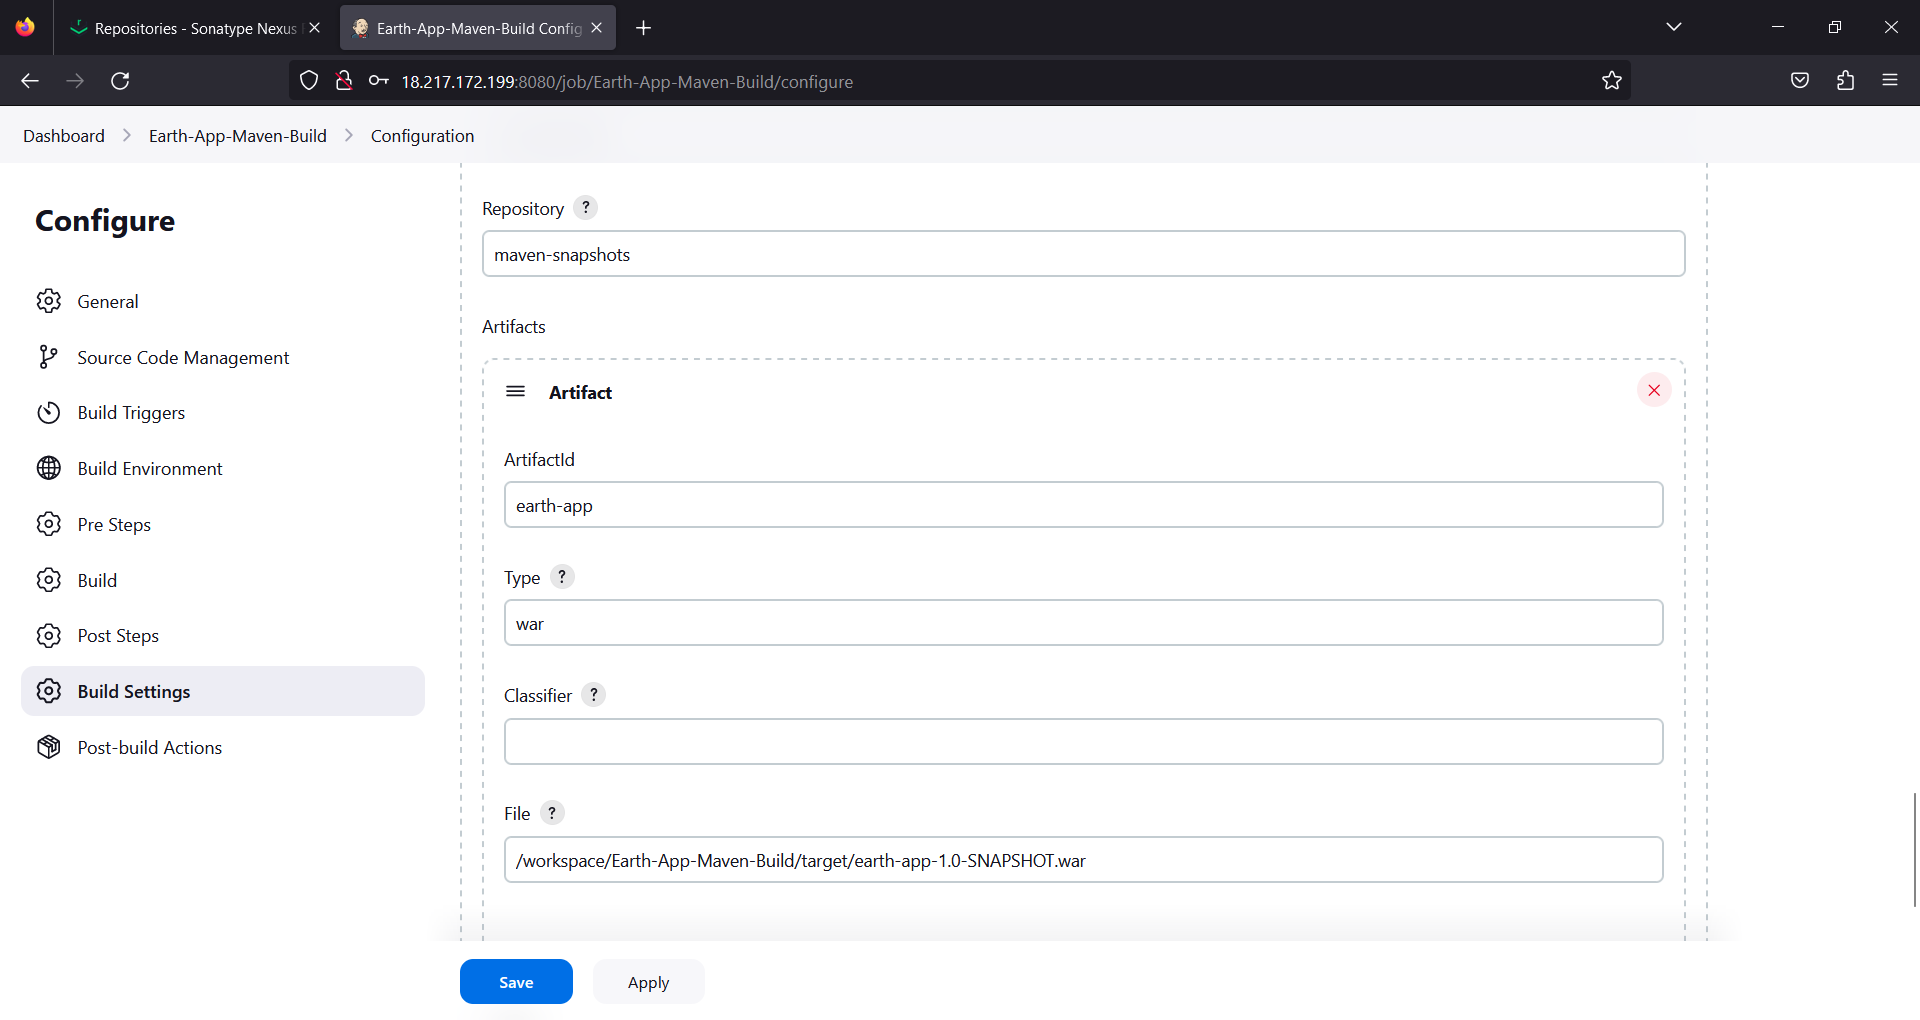 Repositories - Sonatype Nexus
Earth-App-Maven-Build Config
18.217.172.199:8080/job/Earth-App-Maven-Build/configure
Dashboard
Earth-App-Maven-Build
Configuration
Configure
General
Source Code Management
Build Triggers
Build Environment
Pre Steps
Build
Post Steps
Build Settings
Post-build Actions
Repository ?
maven-snapshots
Artifacts
Artifact
ArtifactId
earth-app
Type ?
war
Classifier ?
File ?
/workspace/Earth-App-Maven-Build/target/earth-app-1.0-SNAPSHOT.war
Save
Apply